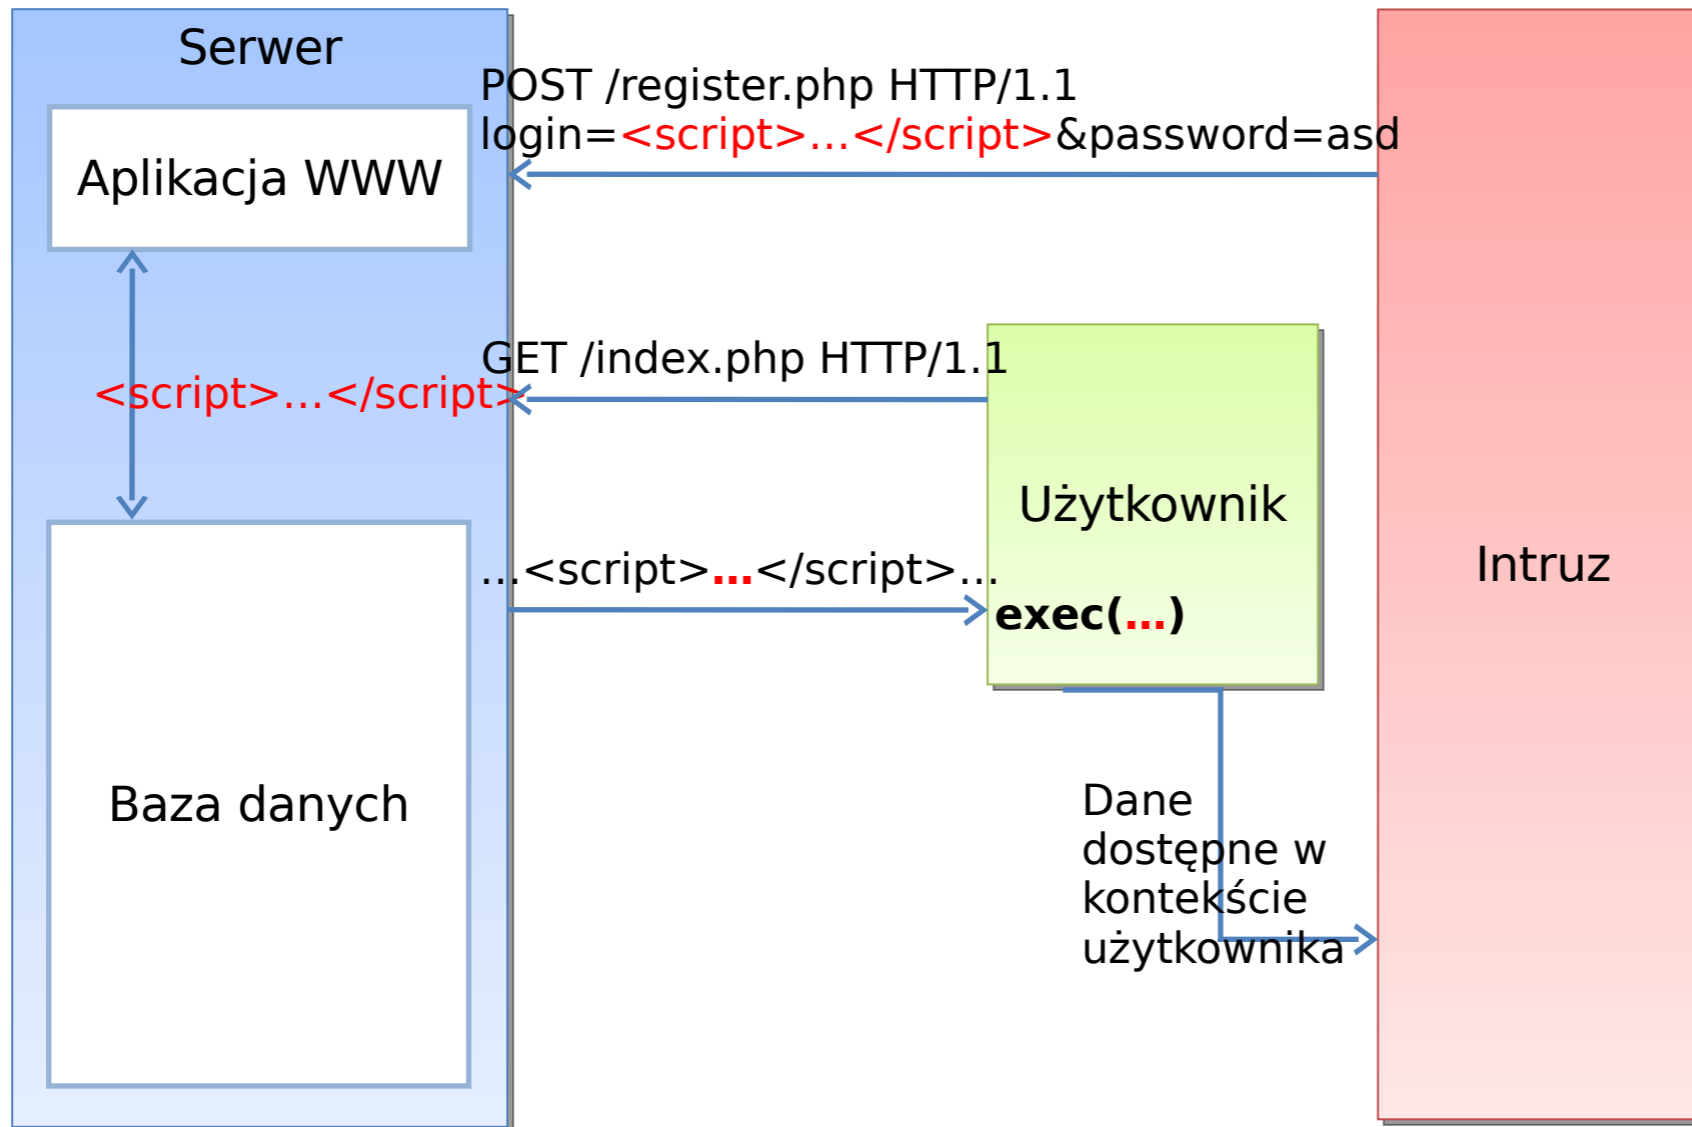 Serwer
POST /register.php HTTP/1.1
login=<script>...</script>&password=asd
Aplikacja WWW
GET /index.php HTTP/1.1
<script>...</script>
Użytkownik
...<script>...</script>...
exec(...)
Intruz
Baza danych
Dane
dostępne w
kontekście
użytkownika